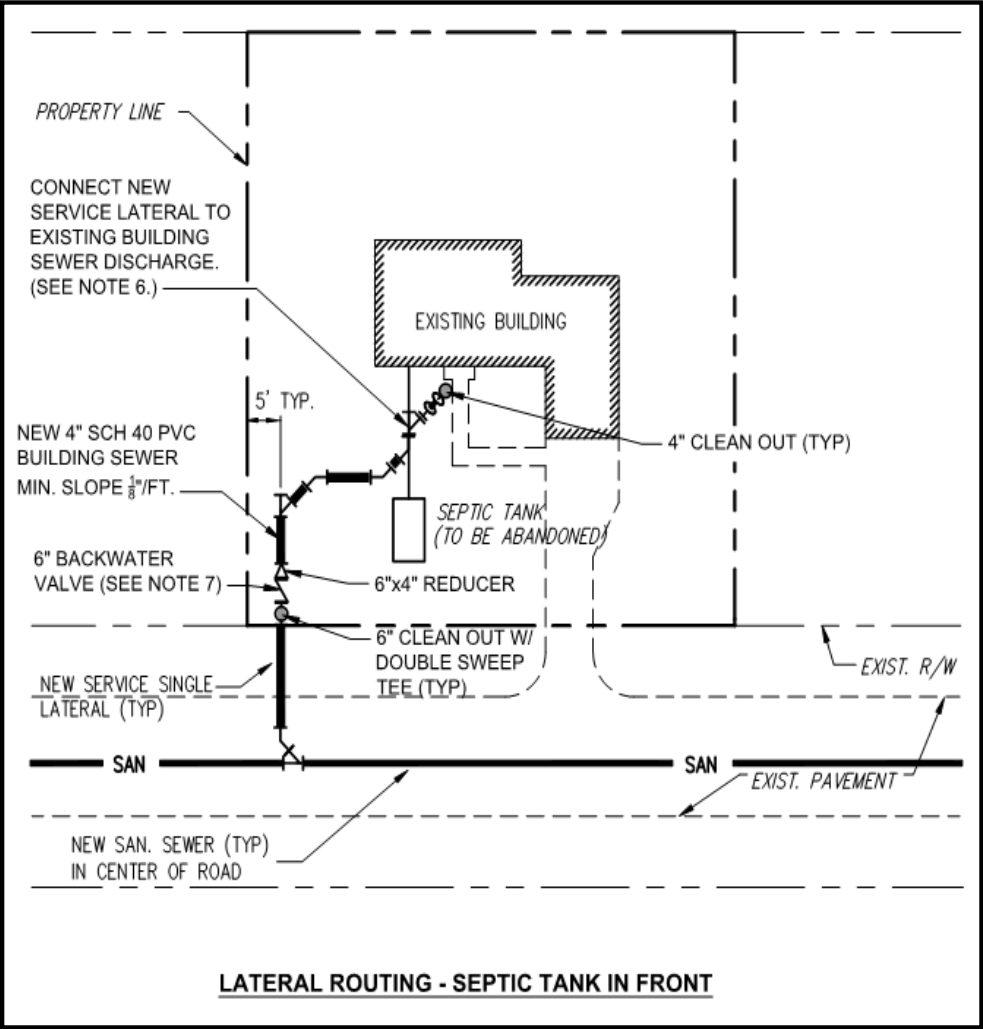 PROPERTY LINE
CONNECT NEW
SERVICE LATERAL TO
EXISTING BUILDING
SEWER DISCHARGE.
(SEE NOTE 6.)
EXISTING BUILDING
5' TYP.
NEW 4" SCH 40 PVC
BUILDING SEWER
MIN. SLOPE 1/8"/FT.
4" CLEAN OUT (TYP)
SEPTIC TANK
(TO BE ABANDONED)
6" BACKWATER
VALVE (SEE NOTE 7)
6"x4" REDUCER
6" CLEAN OUT W/
DOUBLE SWEEP
TEE (TYP)
EXIST. R/W
NEW SERVICE SINGLE
LATERAL (TYP)
SAN
SAN
EXIST. PAVEMENT
NEW SAN. SEWER (TYP)
IN CENTER OF ROAD
LATERAL ROUTING - SEPTIC TANK IN FRONT